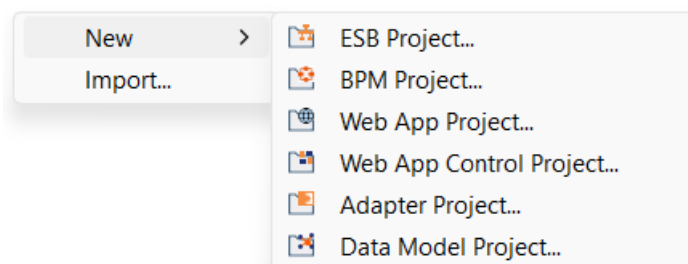 New
Import...
ESB Project...
BPM Project...
Web App Project...
Web App Control Project...
Adapter Project...
Data Model Project...